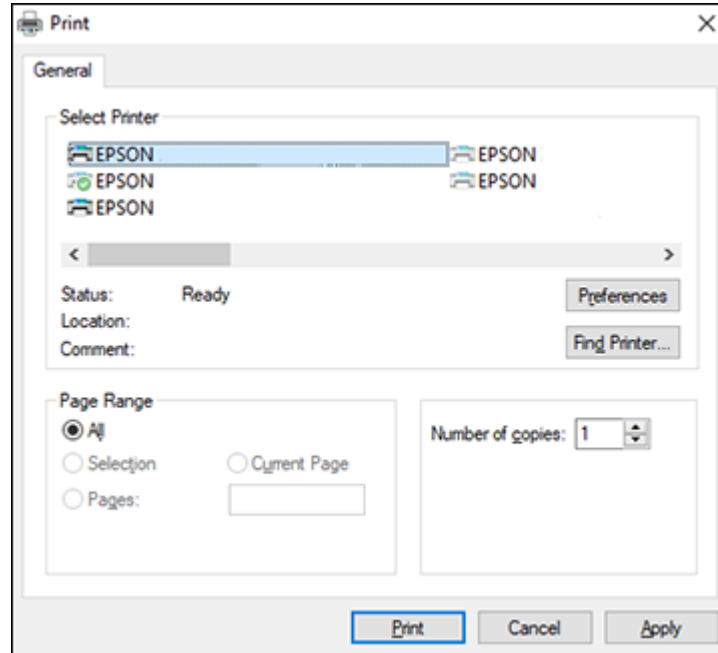 Print
General
Select Printer
EPSON EPSON
EPSON EPSON
EPSON
Status: Ready Preferences
Location:
Comment: Find Printer...
Page Range
All Number of copies: 1
Selection Current Page
Pages:
Print Cancel Apply